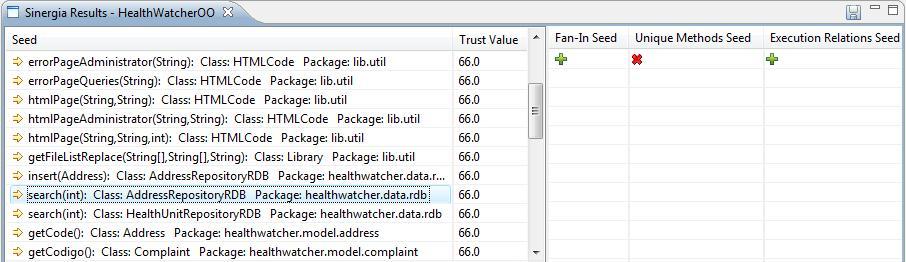 Sinergia Results - HealthWatcherOO
Seed Trust Value Fan-In Seed Unique Methods Seed Execution Relations Seed
errorPageAdministrator(String): Class: HTMLCode Package: lib.util 66.0
errorPageQueries(String): Class: HTMLCode Package: lib.util 66.0
htmlPage(String,String): Class: HTMLCode Package: lib.util 66.0
htmlPageAdministrator(String,String): Class: HTMLCode Package: lib.util 66.0
htmlPage(String,String,int): Class: HTMLCode Package: lib.util 66.0
getFileListReplace(String[],String[],String): Class: Library Package: lib.util 66.0
insert(Address): Class: AddressRepositoryRDB Package: healthwatcher.data.r... 66.0
search(int): Class: AddressRepositoryRDB Package: healthwatcher.data.rdb 66.0
search(int): Class: HealthUnitRepositoryRDB Package: healthwatcher.data.rdb 66.0
getCode(): Class: Address Package: healthwatcher.model.address 66.0
getCodigo(): Class: Complaint Package: healthwatcher.model.complaint 66.0